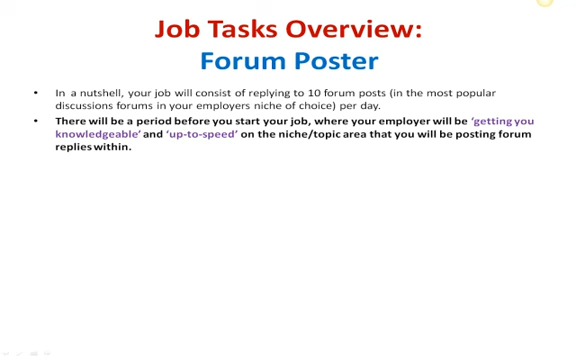 Job Tasks Overview:
Forum Poster
• In a nutshell, your job will consist of replying to 10 forum posts (in the most popular
discussions forums in your employers niche of choice) per day.
• There will be a period before you start your job, where your employer will be ‘getting you
knowledgeable’ and ‘up-to-speed’ on the niche/topic area that you will be posting forum
replies within.